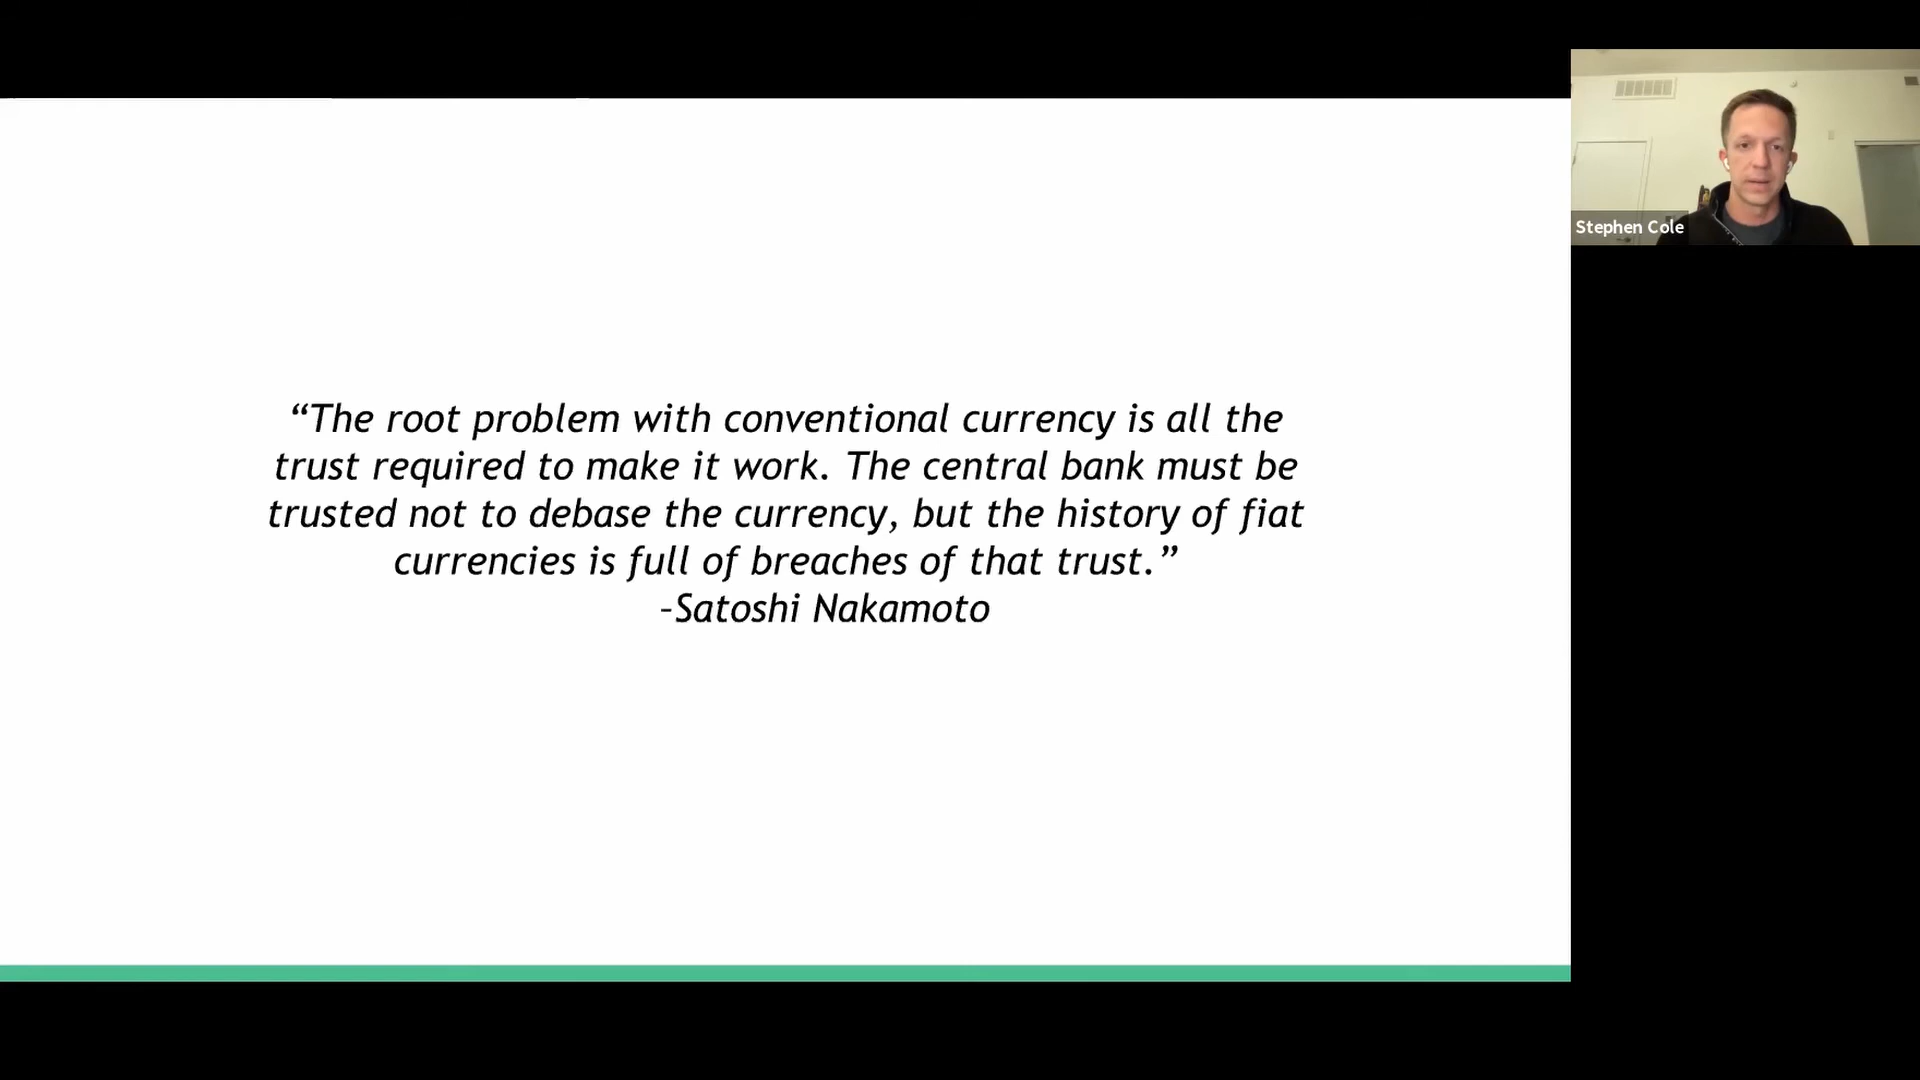 “The root problem with conventional currency is all the
trust required to make it work. The central bank must be
trusted not to debase the currency, but the history of fiat
currencies is full of breaches of that trust.”
–Satoshi Nakamoto
Stephen Cole